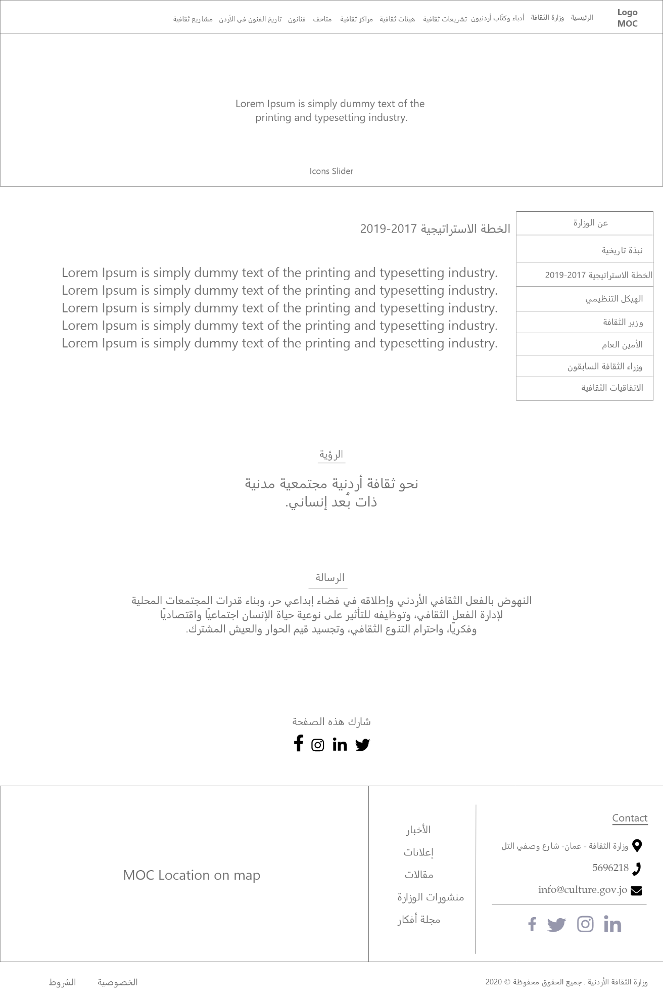 Logo
MOC
الرئيسية
وزارة الثقافة
أدباء وكتّاب أردنيون
تشريعات ثقافية
هيئات ثقافية
مراكز ثقافية
متاحف
فنانون
تاريخ الفنون في الأردن
مشاريع ثقافية
Lorem Ipsum is simply dummy text of the
printing and typesetting industry.
Icons Slider
عن الوزارة
نبذة تاريخية
الخطة الاستراتيجية 2017-2019
الهيكل التنظيمي
وزير الثقافة
الأمين العام
وزراء الثقافة السابقون
الاتفاقيات الثقافية
الخطة الاستراتيجية 2017-2019
Lorem Ipsum is simply dummy text of the printing and typesetting industry.
Lorem Ipsum is simply dummy text of the printing and typesetting industry.
Lorem Ipsum is simply dummy text of the printing and typesetting industry.
Lorem Ipsum is simply dummy text of the printing and typesetting industry.
Lorem Ipsum is simply dummy text of the printing and typesetting industry.
الرؤية
نحو ثقافة أردنية مجتمعية مدنية
ذات بُعد إنساني.
الرسالة
النهوض بالفعل الثقافي الأردني وإطلاقه في فضاء إبداعي حر، وبناء قدرات المجتمعات المحلية
لإدارة الفعل الثقافي، وتوظيفه للتأثير على نوعية حياة الإنسان اجتماعيًا واقتصاديًا
وفكريًا، واحترام التنوع الثقافي، وتجسيد قيم الحوار والعيش المشترك.
شارك هذه الصفحة
Contact
وزارة الثقافة - عمان- شارع وصفي التل
5696218
info@culture.gov.jo
الأخبار
إعلانات
مقالات
منشورات الوزارة
مجلة أفكار
MOC Location on map
وزارة الثقافة الأردنية . جميع الحقوق محفوظة © 2020
الخصوصية
الشروط